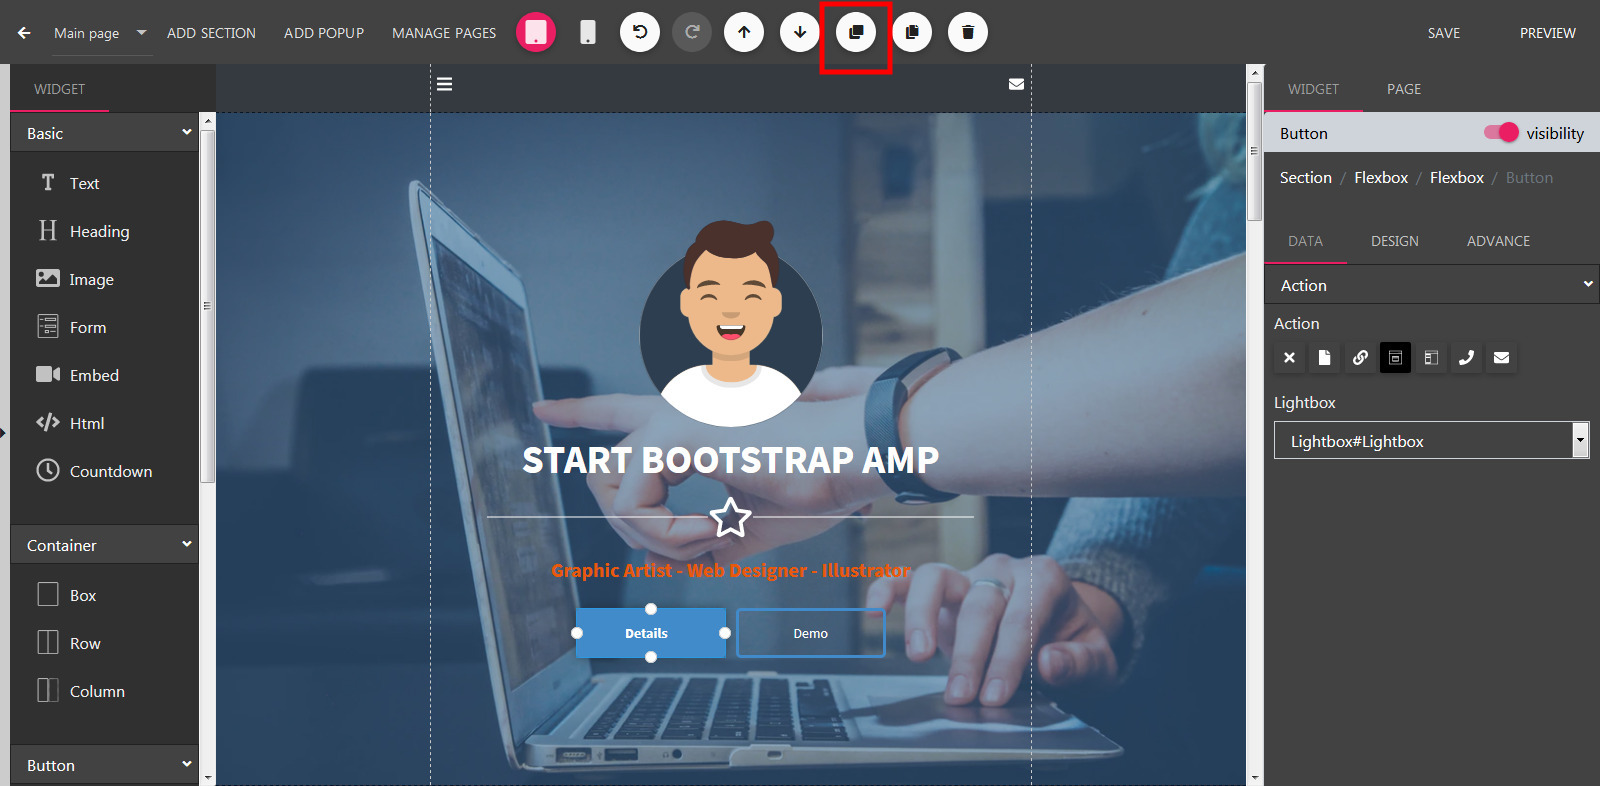 Main page ADD SECTION ADD POPUP MANAGE PAGES SAVE PREVIEW
WIDGET
Basic
Text
Heading
Image
Form
Embed
Html
Countdown
Container
Box
Row
Column
Button
START BOOTSTRAP AMP
Graphic Artist - Web Designer - Illustrator
Details Demo
WIDGET PAGE
Button visibility
Section / Flexbox / Flexbox / Button
DATA DESIGN ADVANCE
Action
Action
Lightbox
Lightbox#Lightbox